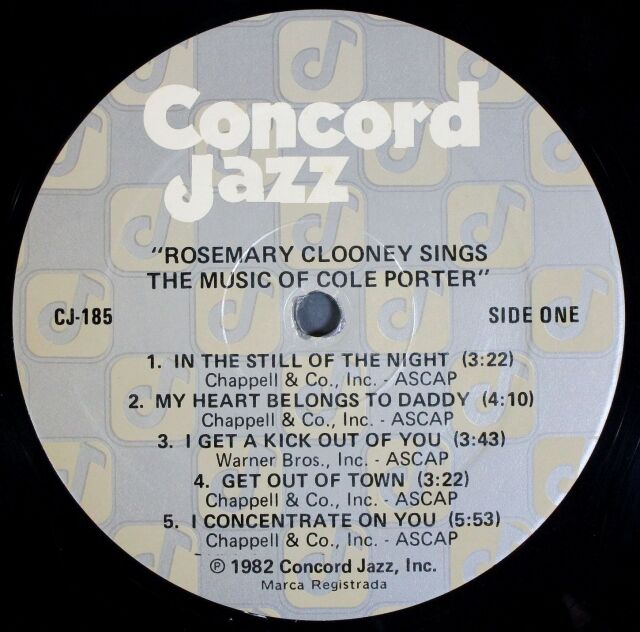 Concord
Jazz
"ROSEMARY CLOONEY SINGS
THE MUSIC OF COLE PORTER"
CJ-185
SIDE ONE
1. IN THE STILL OF THE NIGHT (3:22)
Chappell & Co., Inc. - ASCAP
2. MY HEART BELONGS TO DADDY (4:10)
Chappell & Co., Inc. - ASCAP
3. I GET A KICK OUT OF YOU (3:43)
Warner Bros., Inc. - ASCAP
4. GET OUT OF TOWN (3:22)
Chappell & Co., Inc. - ASCAP
5. I CONCENTRATE ON YOU (5:53)
Chappell & Co., Inc. - ASCAP
℗ 1982 Concord Jazz, Inc.
Marca Registrada